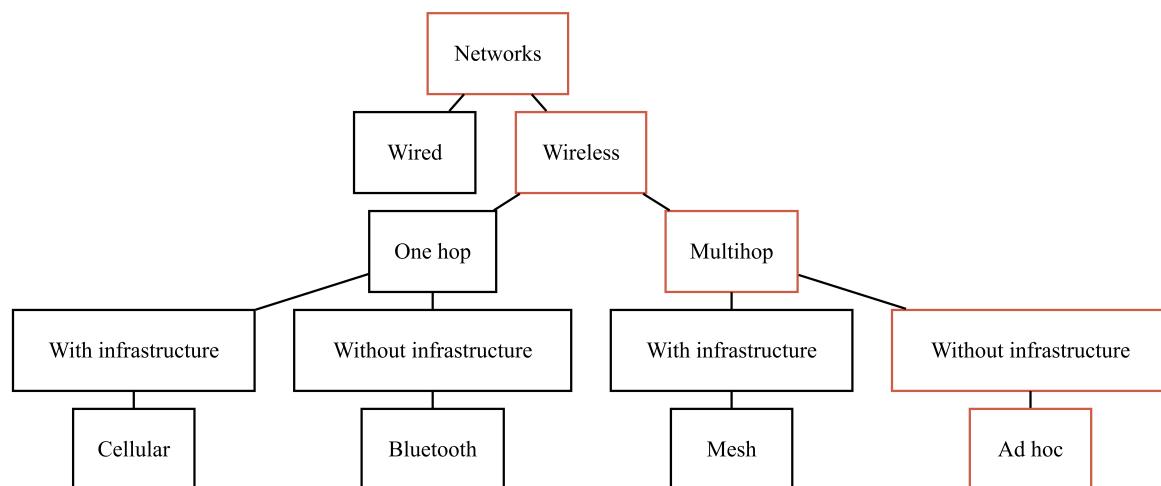 Networks
Wired
Wireless
One hop
Multihop
With infrastructure
Without infrastructure
With infrastructure
Without infrastructure
Cellular
Bluetooth
Mesh
Ad hoc